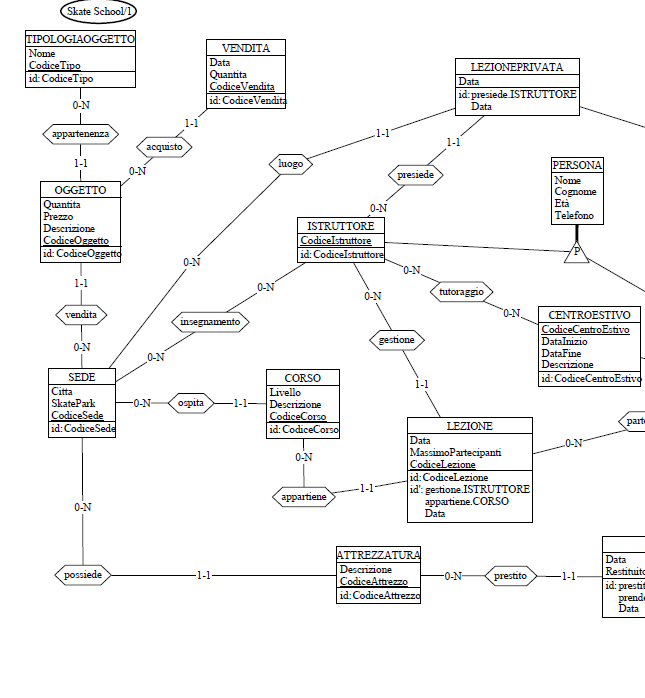 Skate School/1
TIPOLOGIAOGGETTO
Nome
CodiceTipo
id: CodiceTipo
0-N
appartenenza
1-1
VENDITA
Data
Quantita
CodiceVendita
id: CodiceVendita
1-1
acquisto
0-N
OGGETTO
Quantita
Prezzo
Descrizione
CodiceOggetto
id: CodiceOggetto
1-1
vendita
0-N
LEZIONEPRIVATA
Data
id: presiede.ISTRUTTORE
Data
1-1
luogo
0-N
1-1
presiede
0-N
PERSONA
Nome
Cognome
Età
Telefono
P
ISTRUTTORE
CodiceIstruttore
id: CodiceIstruttore
0-N
insegnamento
0-N
0-N
tutoraggio
0-N
0-N
gestione
1-1
CENTROESTIVO
CodiceCentroEstivo
DataInizio
DataFine
Descrizione
id: CodiceCentroEstivo
SEDE
Citta
SkatePark
CodiceSede
id: CodiceSede
0-N
ospita
1-1
CORSO
Livello
Descrizione
CodiceCorso
id: CodiceCorso
0-N
appartiene
1-1
LEZIONE
Data
MassimoPartecipanti
CodiceLezione
id: CodiceLezione
id': gestione.ISTRUTTORE
appartiene.CORSO
Data
0-N
parte
0-N
possiede
1-1
ATTREZZATURA
Descrizione
CodiceAttrezzo
id: CodiceAttrezzo
0-N
prestito
1-1
Data
Restituito
id: prestit
prende
Data